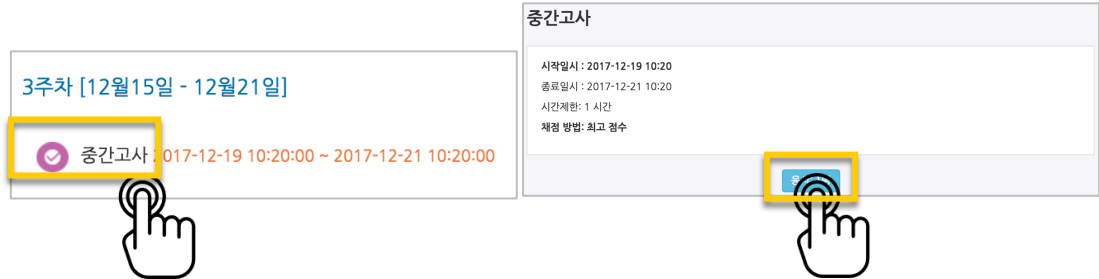 3주차 [12월15일 - 12월21일]
중간고사 2017-12-19 10:20:00 ~ 2017-12-21 10:20:00
중간고사
시작일시 : 2017-12-19 10:20
종료일시 : 2017-12-21 10:20
시간제한: 1 시간
채점 방법: 최고 점수